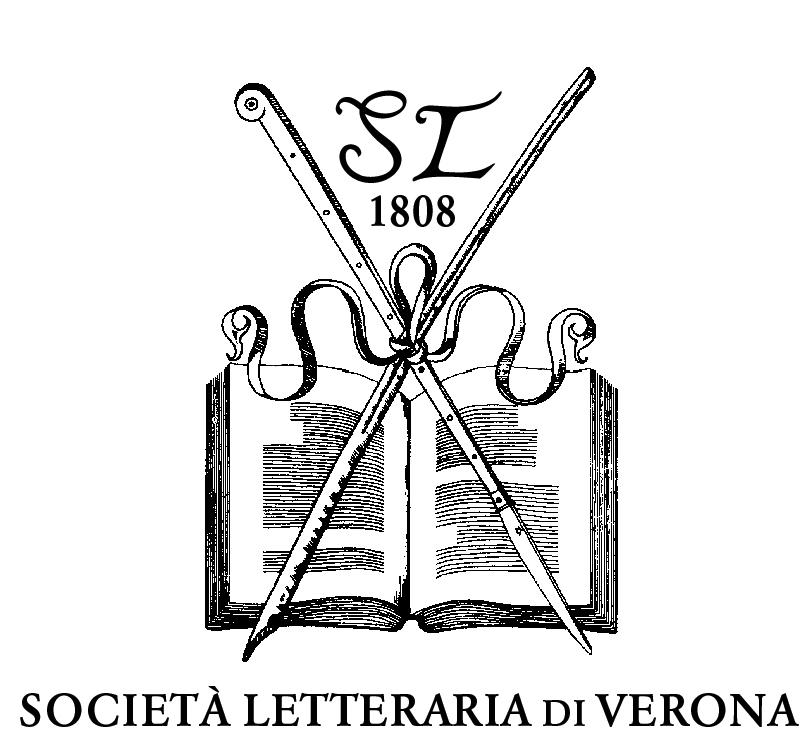 SL
1808
SOCIETÀ LETTERARIA DI VERONA